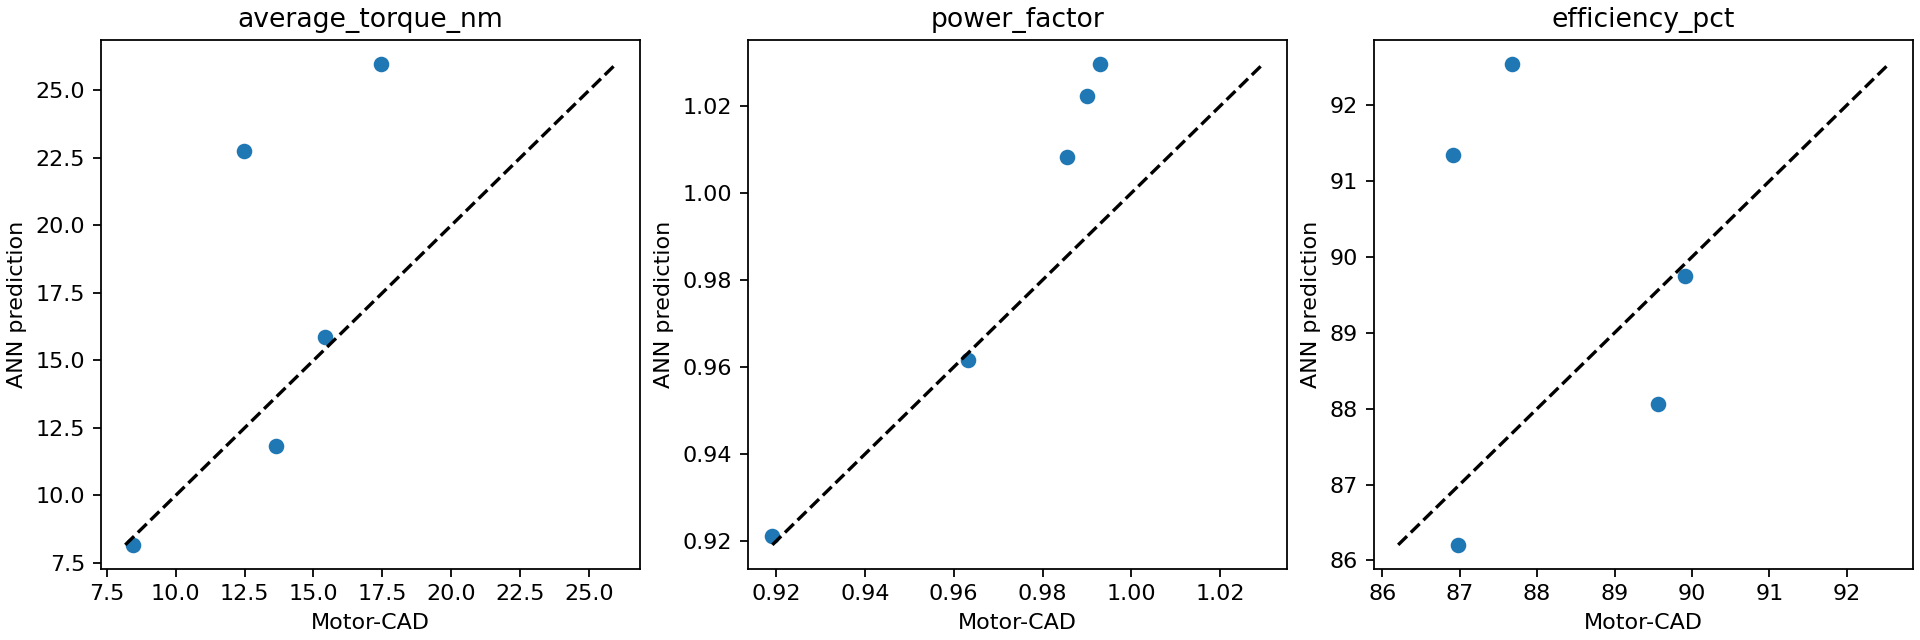 average_torque_nm
25.0
22.5
20.0
17.5
15.0
12.5
10.0
7.5
ANN prediction
7.5 10.0 12.5 15.0 17.5 20.0 22.5 25.0
Motor-CAD
power_factor
1.02
1.00
0.98
0.96
0.94
0.92
ANN prediction
0.92 0.94 0.96 0.98 1.00 1.02
Motor-CAD
efficiency_pct
92
91
90
89
88
87
86
ANN prediction
86 87 88 89 90 91 92
Motor-CAD